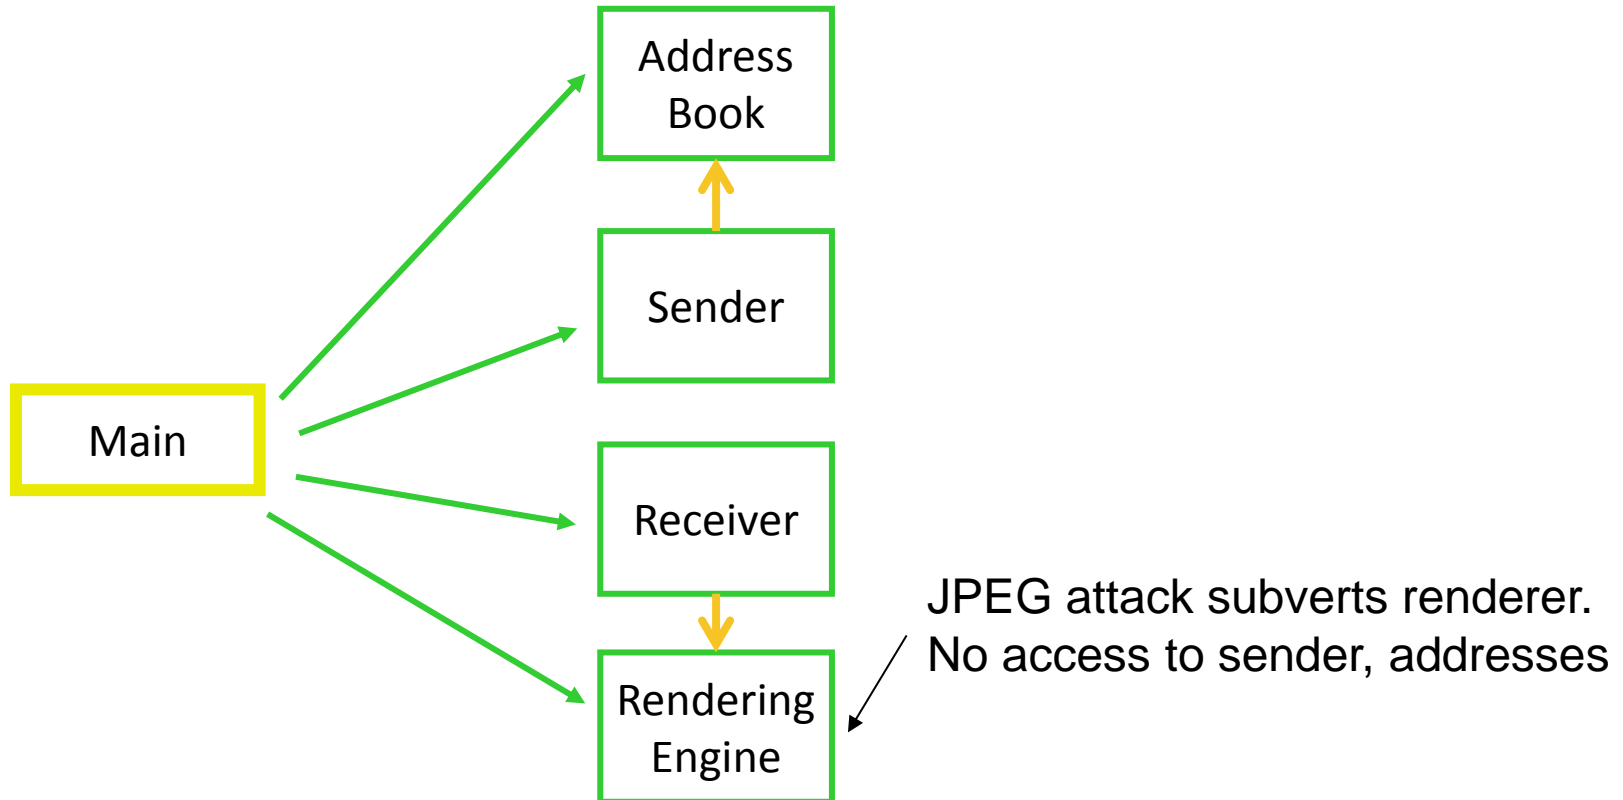 Address
Book
Sender
Main
Receiver
JPEG attack subverts renderer.
No access to sender, addresses
Rendering
Engine